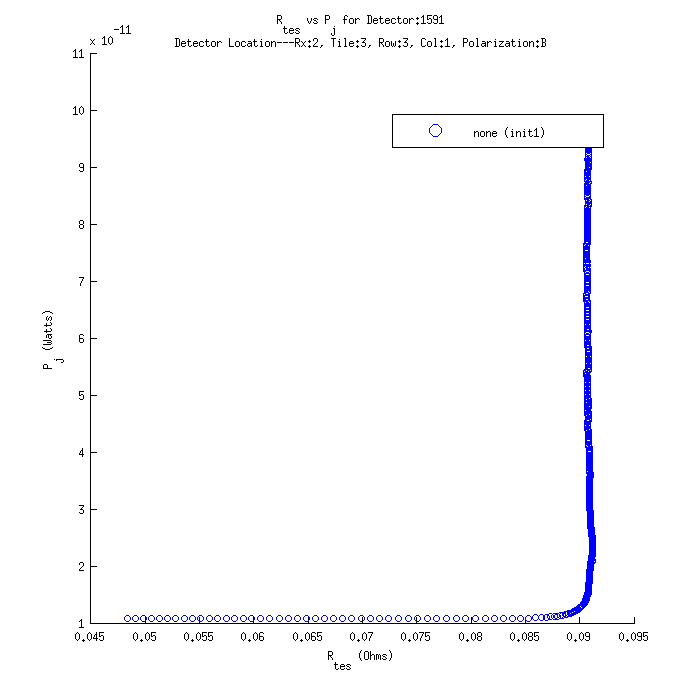 R_tes vs P_j for Detector:1591
Detector Location---Rx:2, Tile:3, Row:3, Col:1, Polarization:B
x 10^-11
11
10
9
8
7
6
5
4
3
2
1
none (init1)
P_j (Watts)
0.045 0.05 0.055 0.06 0.065 0.07 0.075 0.08 0.085 0.09 0.095
R_tes (Ohms)